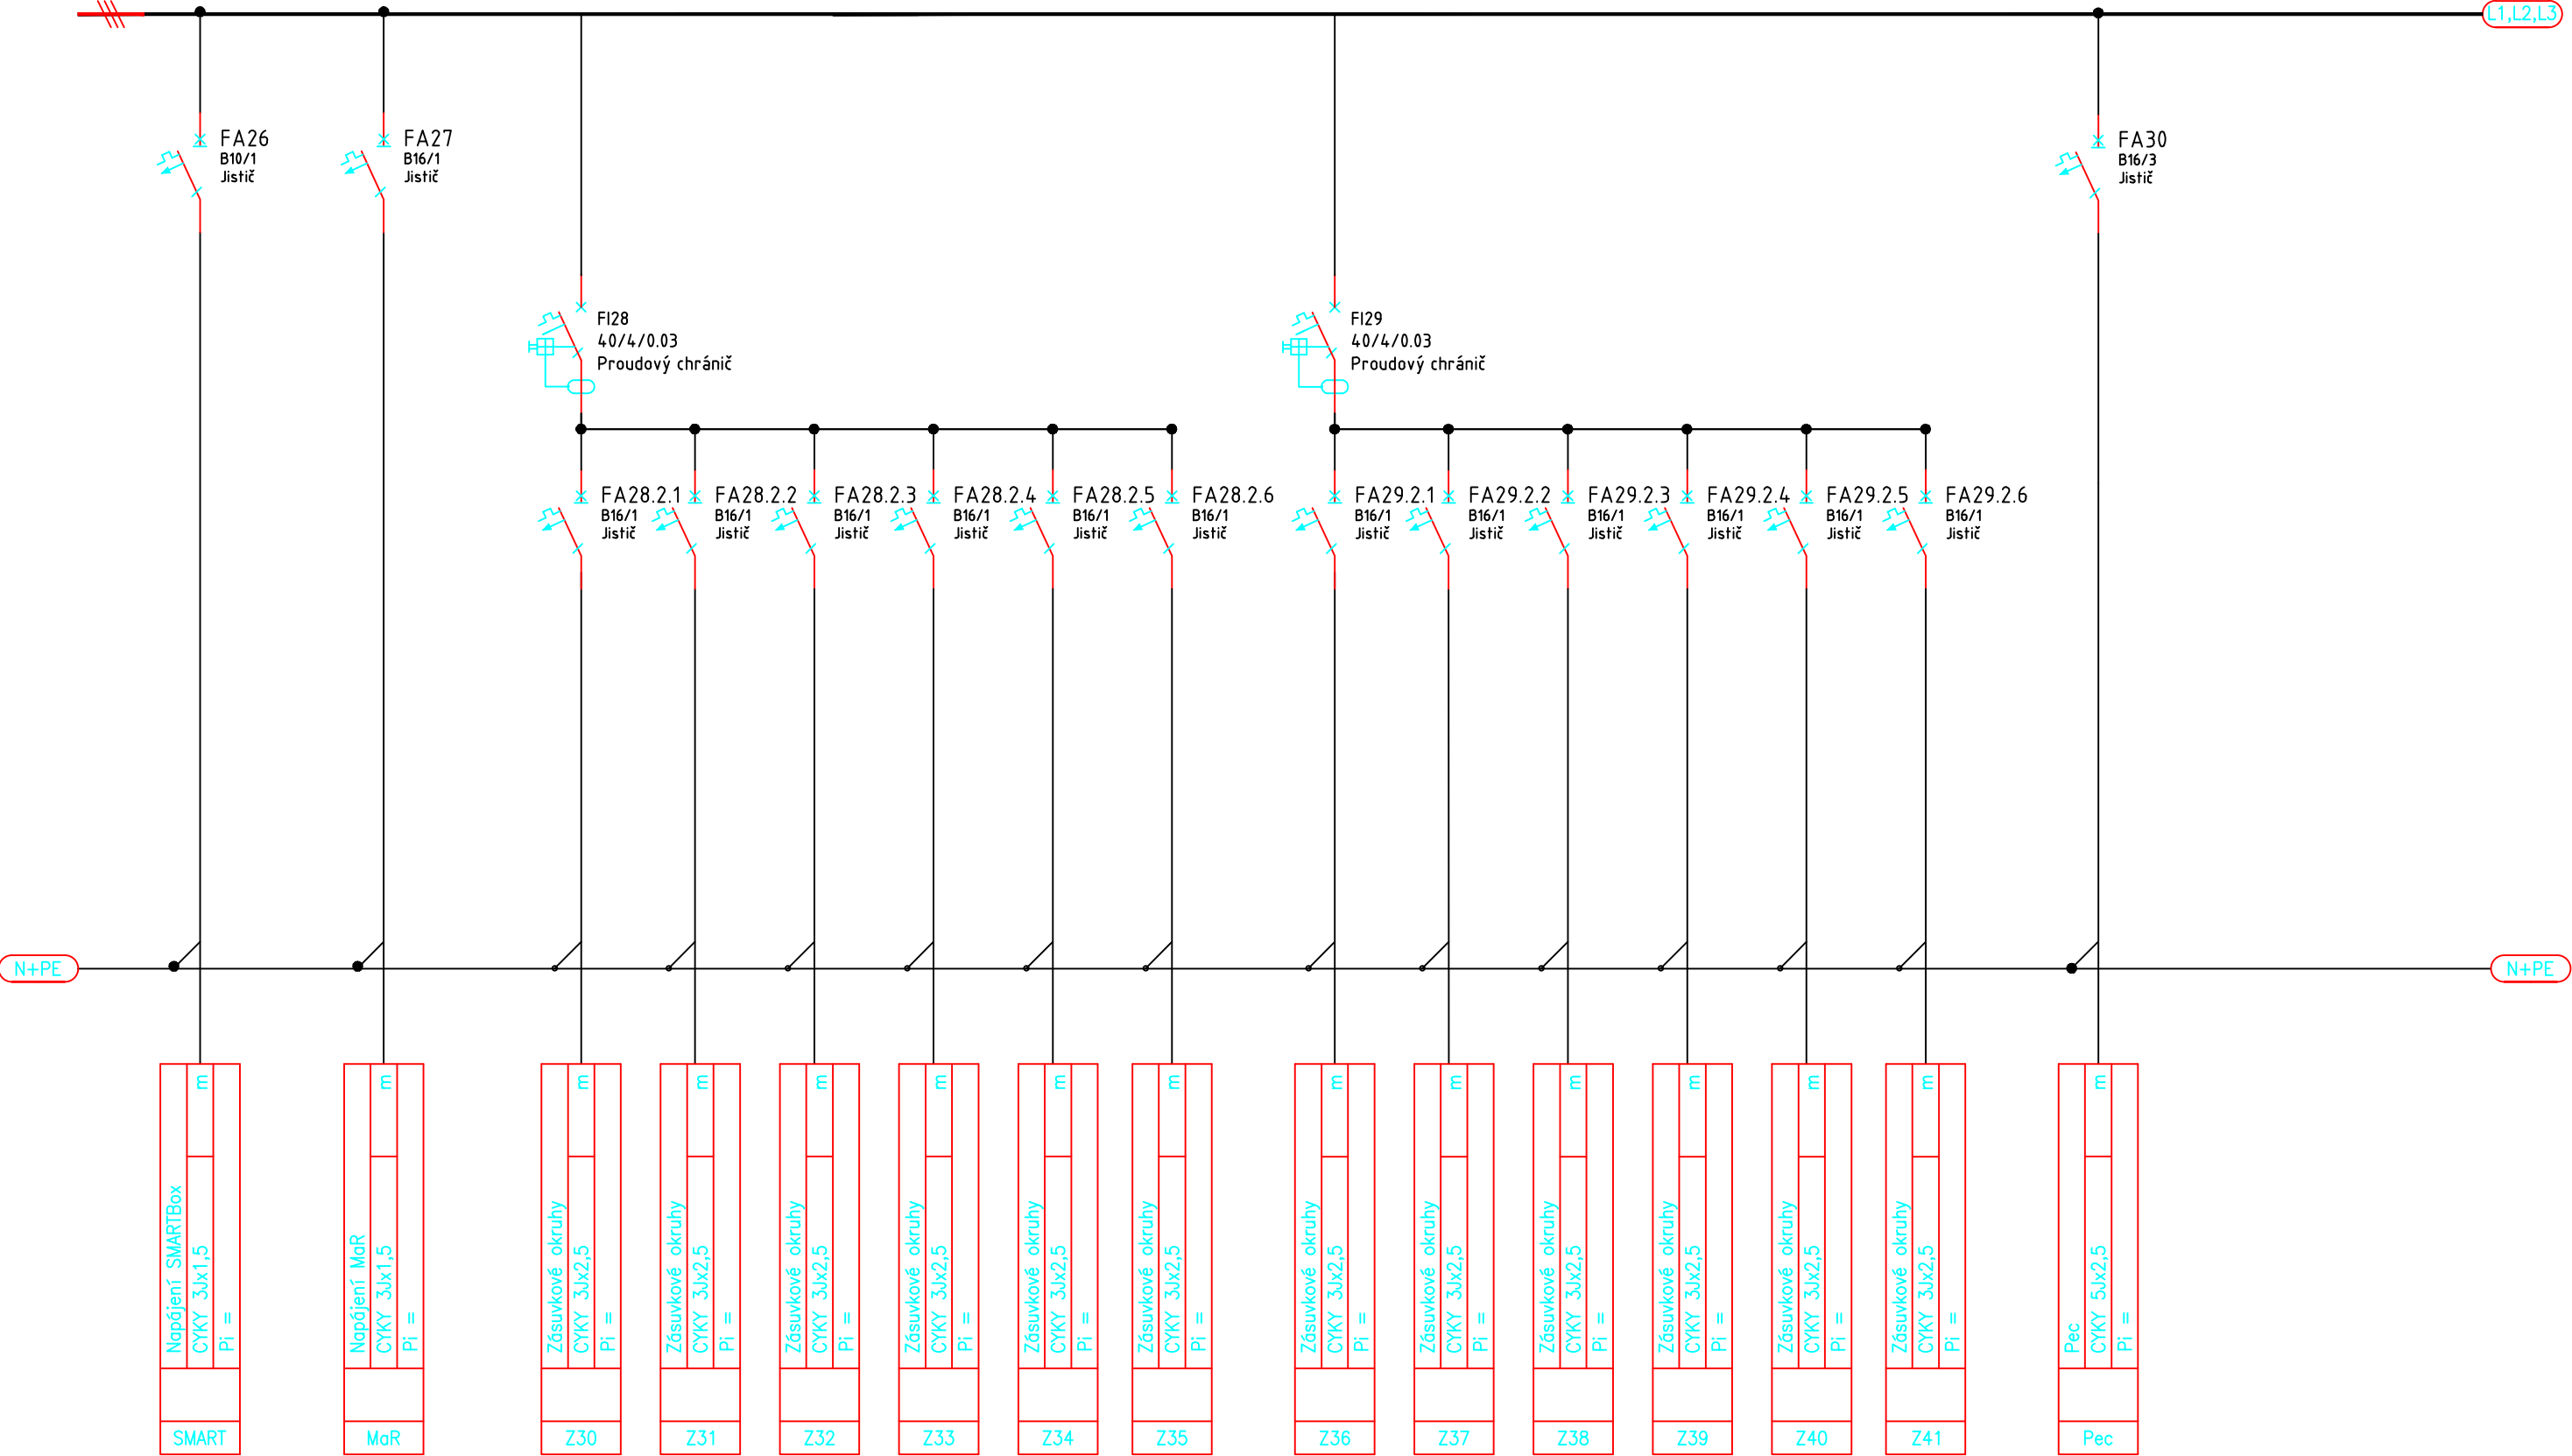 L1,L2,L3
FA26
B10/1
Jistič
FA27
B16/1
Jistič
FA30
B16/3
Jistič
FI28
40/4/0.03
Proudový chránič
FI29
40/4/0.03
Proudový chránič
FA28.2.1
B16/1
Jistič
FA28.2.2
B16/1
Jistič
FA28.2.3
B16/1
Jistič
FA28.2.4
B16/1
Jistič
FA28.2.5
B16/1
Jistič
FA28.2.6
B16/1
Jistič
FA29.2.1
B16/1
Jistič
FA29.2.2
B16/1
Jistič
FA29.2.3
B16/1
Jistič
FA29.2.4
B16/1
Jistič
FA29.2.5
B16/1
Jistič
FA29.2.6
B16/1
Jistič
N+PE
N+PE
Napájení SMARTBox
CYKY 3Jx1,5
m
Pi =
SMART
Napájení MaR
CYKY 3Jx1,5
m
Pi =
MaR
Zásuvkové okruhy
CYKY 3Jx2,5
m
Pi =
Z30
Zásuvkové okruhy
CYKY 3Jx2,5
m
Pi =
Z31
Zásuvkové okruhy
CYKY 3Jx2,5
m
Pi =
Z32
Zásuvkové okruhy
CYKY 3Jx2,5
m
Pi =
Z33
Zásuvkové okruhy
CYKY 3Jx2,5
m
Pi =
Z34
Zásuvkové okruhy
CYKY 3Jx2,5
m
Pi =
Z35
Zásuvkové okruhy
CYKY 3Jx2,5
m
Pi =
Z36
Zásuvkové okruhy
CYKY 3Jx2,5
m
Pi =
Z37
Zásuvkové okruhy
CYKY 3Jx2,5
m
Pi =
Z38
Zásuvkové okruhy
CYKY 3Jx2,5
m
Pi =
Z39
Zásuvkové okruhy
CYKY 3Jx2,5
m
Pi =
Z40
Zásuvkové okruhy
CYKY 3Jx2,5
m
Pi =
Z41
Pec
CYKY 5Jx2,5
m
Pi =
Pec